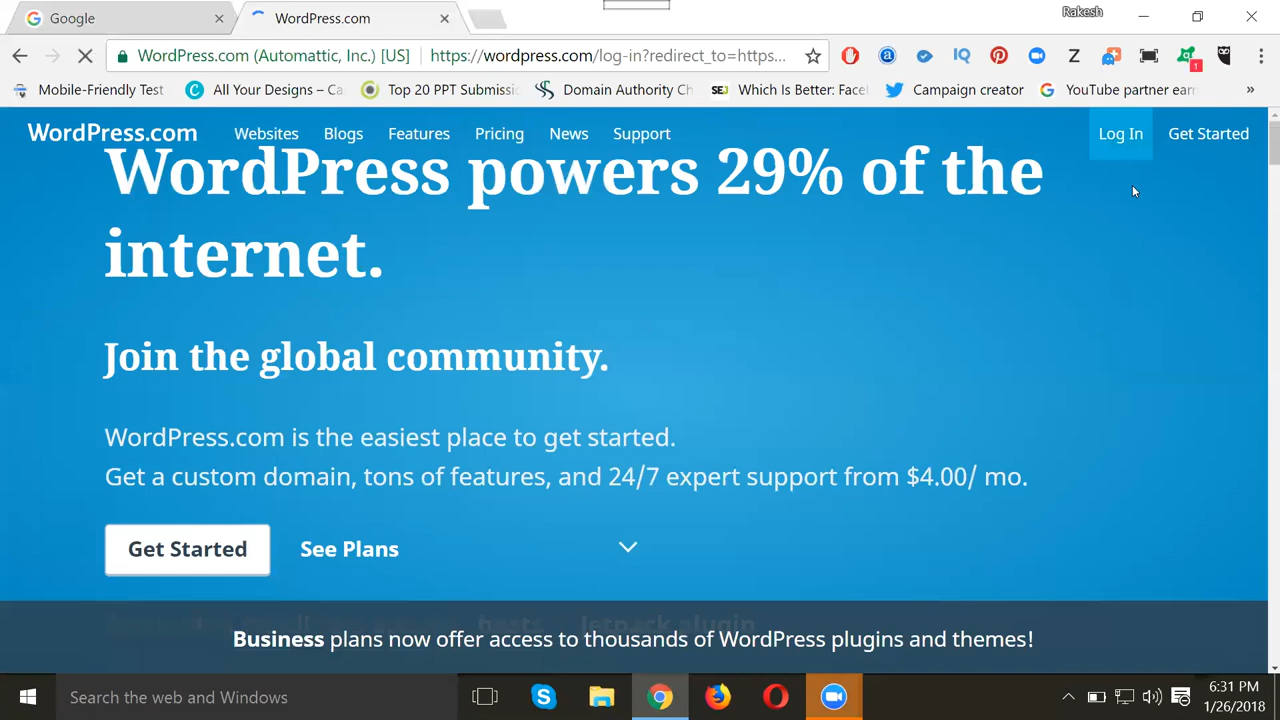 Google
WordPress.com
Rakesh
WordPress.com (Automattic, Inc.) [US]
https://wordpress.com/log-in?redirect_to=https...
Mobile-Friendly Test
All Your Designs – Ca
Top 20 PPT Submissi
Domain Authority Ch
SEJ
Which Is Better: Face
Campaign creator
YouTube partner earn
WordPress.com
Websites
Blogs
Features
Pricing
News
Support
Log In
Get Started
WordPress powers 29% of the
internet.
Join the global community.
WordPress.com is the easiest place to get started.
Get a custom domain, tons of features, and 24/7 expert support from $4.00/ mo.
Get Started
See Plans
hosts
Jetpack plugin
Business plans now offer access to thousands of WordPress plugins and themes!
Search the web and Windows
6:31 PM
1/26/2018